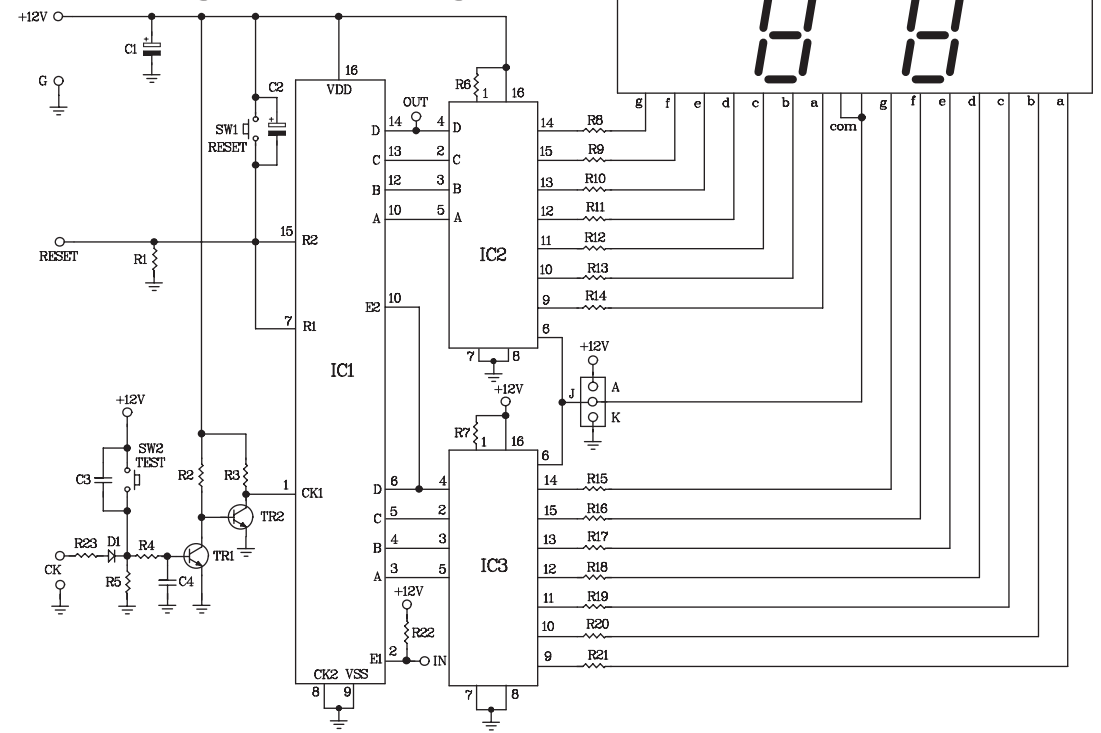 +12V
C1
G
C2
SW1
RESET
16
VDD
R6
1
16
OUT
D 14 4 D
C 13 2 C
B 12 3 B
A 10 5 A
g f e d c b a
com
g f e d c b a
14 R8
15 R9
13 R10
12 R11
11 R12
10 R13
9 R14
6
IC2
7 8
RESET
R1
15 R2
7 R1
IC1
E2 10
+12V
J
A
K
+12V
R7
1
16
6
+12V
SW2
TEST
C3
R2
R3
1 CK1
TR2
R23
D1
R4
TR1
CK
R5
C4
D 6 4
C 5 2
B 4 3
A 3 5
IC3
14 R15
15 R16
13 R17
12 R18
11 R19
10 R20
9 R21
+12V
R22
E1 2
IN
CK2 VSS
8 9
7 8